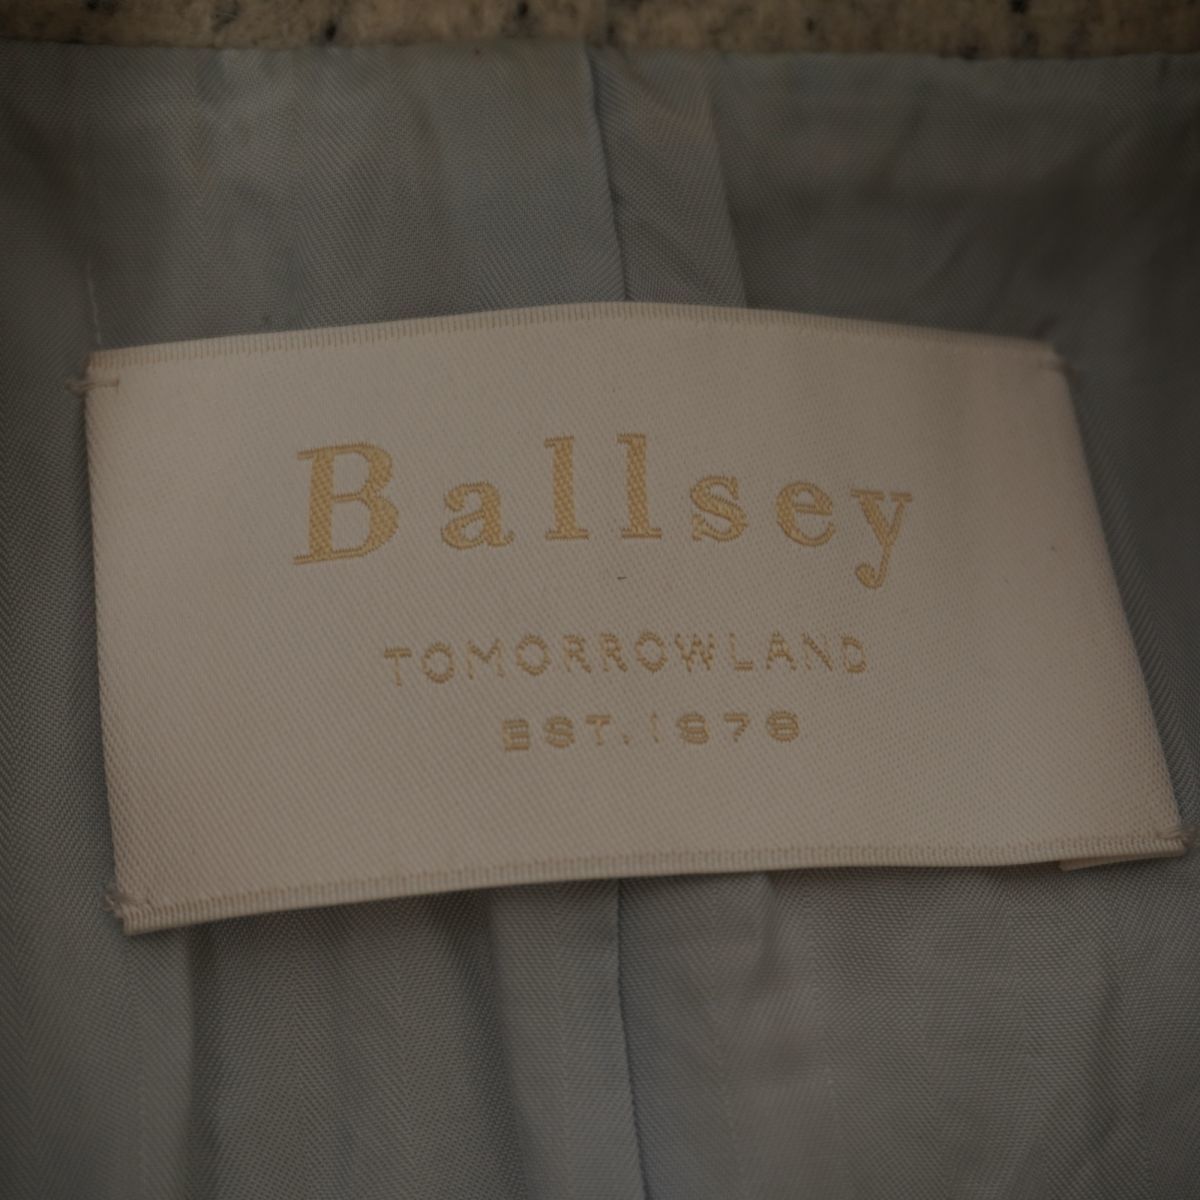 Ballsey
TOMORROWLAND
EST. 1978